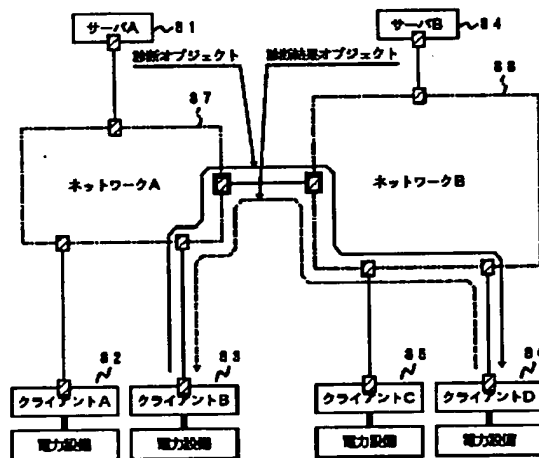 サーバA
81
サーバB
84
診断オブジェクト
診断結果オブジェクト
87
88
ネットワークA
ネットワークB
82
83
85
86
クライアントA
クライアントB
クライアントC
クライアントD
電力設備
電力設備
電力設備
電力設備